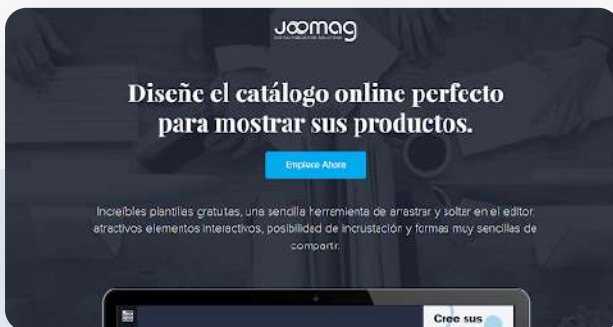 Joomag
Diseñe el catálogo online perfecto
para mostrar sus productos.
Empiece Ahora
Increíbles plantillas gratuitas, una sencilla herramienta de arrastrar y soltar en el editor,
atractivos elementos interactivos, posibilidad de incrustación y formas muy sencillas de
compartir.
Cree sus